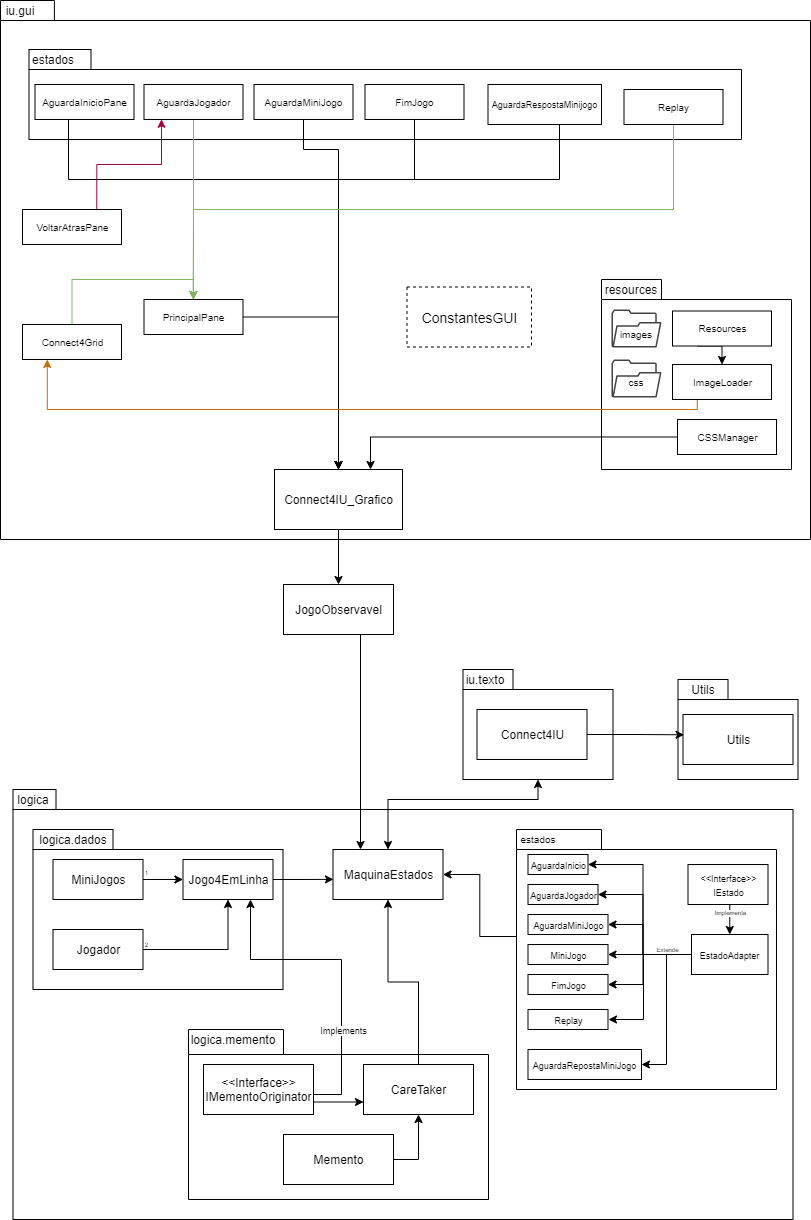 iu.gui
estados
AguardaInicioPane
AguardaJogador
AguardaMiniJogo
FimJogo
AguardaRespostaMinijogo
Replay
VoltarAtrasPane
resources
PrincipalPane
ConstantesGUI
images
Resources
Connect4Grid
css
ImageLoader
CSSManager
Connect4IU_Grafico
JogoObservavel
iu.texto
Utils
Connect4IU
Utils
logica
logica.dados
estados
MiniJogos
1
Jogo4EmLinha
MaquinaEstados
AguardaInicio
<<Interface>>
IEstado
AguardaJogador
Implementa
AguardaMiniJogo
Jogador
2
MiniJogo
Extends
EstadoAdapter
FimJogo
Replay
Implements
logica.memento
AguardaRepostaMiniJogo
<<Interface>>
IMementoOriginator
CareTaker
Memento